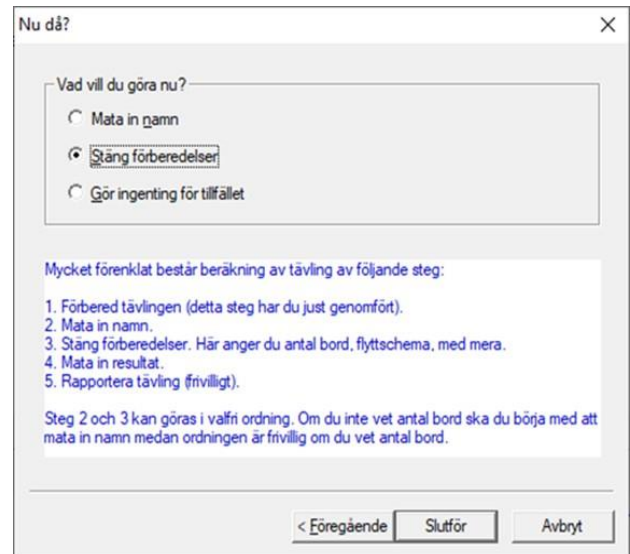 Nu då?
Vad vill du göra nu?
Mata in namn
Stäng förberedelser
Gör ingenting för tillfället
Mycket förenklat består beräkning av tävling av följande steg:
1. Förbered tävlingen (detta steg har du just genomfört).
2. Mata in namn.
3. Stäng förberedelser. Här anger du antal bord, flyttschema, med mera.
4. Mata in resultat.
5. Rapportera tävling (frivilligt).
Steg 2 och 3 kan göras i valfri ordning. Om du inte vet antal bord ska du börja med att
mata in namn medan ordningen är frivillig om du vet antal bord.
< Föregående Slutför Avbryt